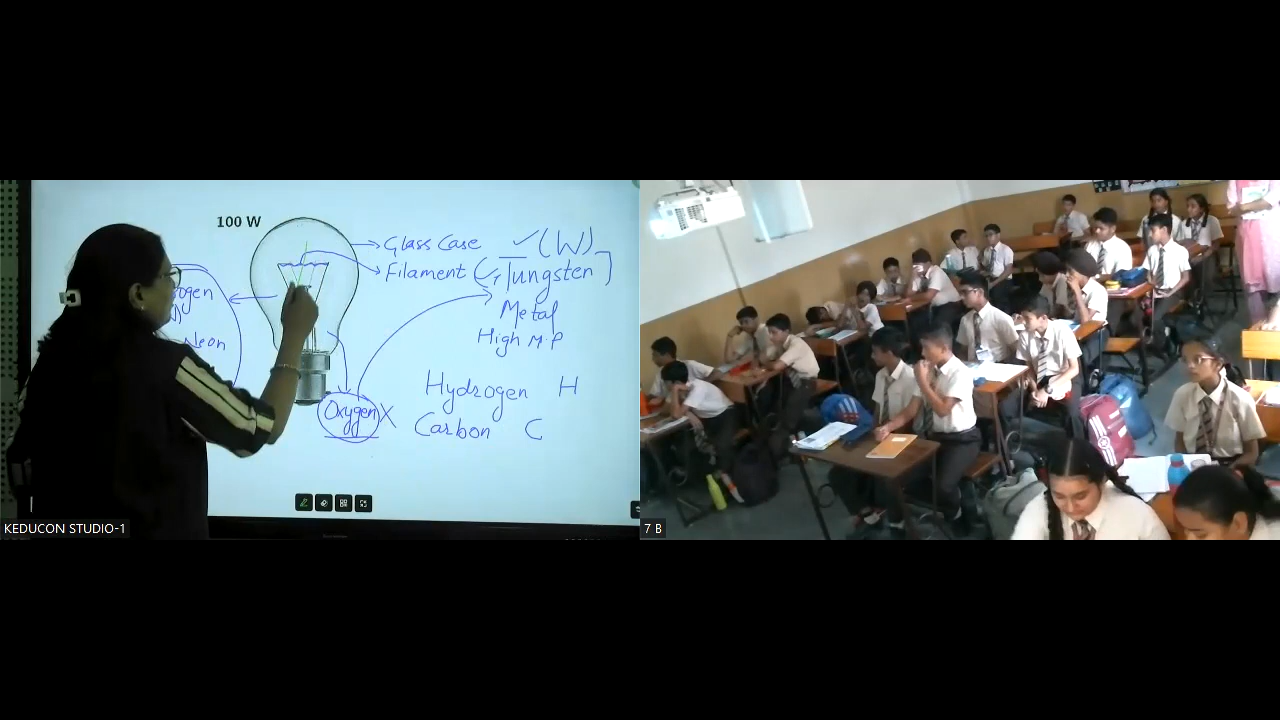 100 W
Glass Case ✓(W)
Filament (Tungsten
Metal
High M.P
Neon
Hydrogen H
Oxygen X
Carbon C
KEDUCON STUDIO-1
7 B